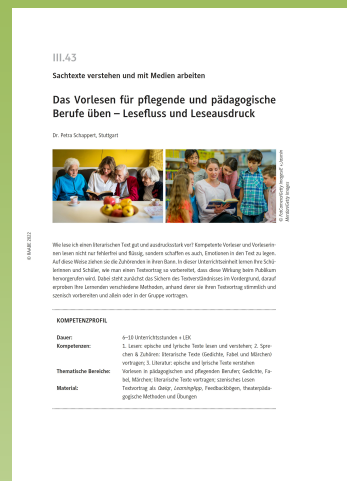 III.43
Sachtexte verstehen und mit Medien arbeiten
Das Vorlesen für pflegende und pädagogische
Berufe üben – Lesefluss und Leseausdruck
Dr. Petra Schappert, Stuttgart
© RAABE 2022
Wie lese ich einen literarischen Text gut und ausdrucksstark vor? Kompetente Vorleser und Vorleserin-
nen lesen nicht nur fehlerfrei und flüssig, sondern schaffen es auch, Emotionen in den Text zu legen.
Auf diese Weise ziehen sie die Zuhörenden in ihren Bann. In dieser Unterrichtseinheit lernen Ihre Schü-
lerinnen und Schüler, wie man einen Textvortrag so vorbereitet, dass diese Wirkung beim Publikum
hervorgerufen wird. Dabei steht zunächst das Sichern des Textverständnisses im Vordergrund, darauf
erproben Ihre Lernenden verschiedene Methoden, anhand derer sie ihren Textvortrag stimmlich und
szenisch vorbereiten und allein oder in der Gruppe vortragen.
KOMPETENZPROFIL
Dauer: 6–10 Unterrichtsstunden + LEK
Kompetenzen: 1. Lesen: epische und lyrische Texte lesen und verstehen; 2. Spre-
chen & Zuhören: literarische Texte (Gedichte, Fabel und Märchen)
vortragen; 3. Literatur: epische und lyrische Texte verstehen
Thematische Bereiche: Vorlesen in pädagogischen und pflegenden Berufen; Gedichte, Fa-
bel, Märchen; literarische Texte vortragen; szenisches Lesen
Material: Textvortrag als Quiqr, LearningApp, Feedbackbögen, theaterpäda-
gogische Methoden und Übungen